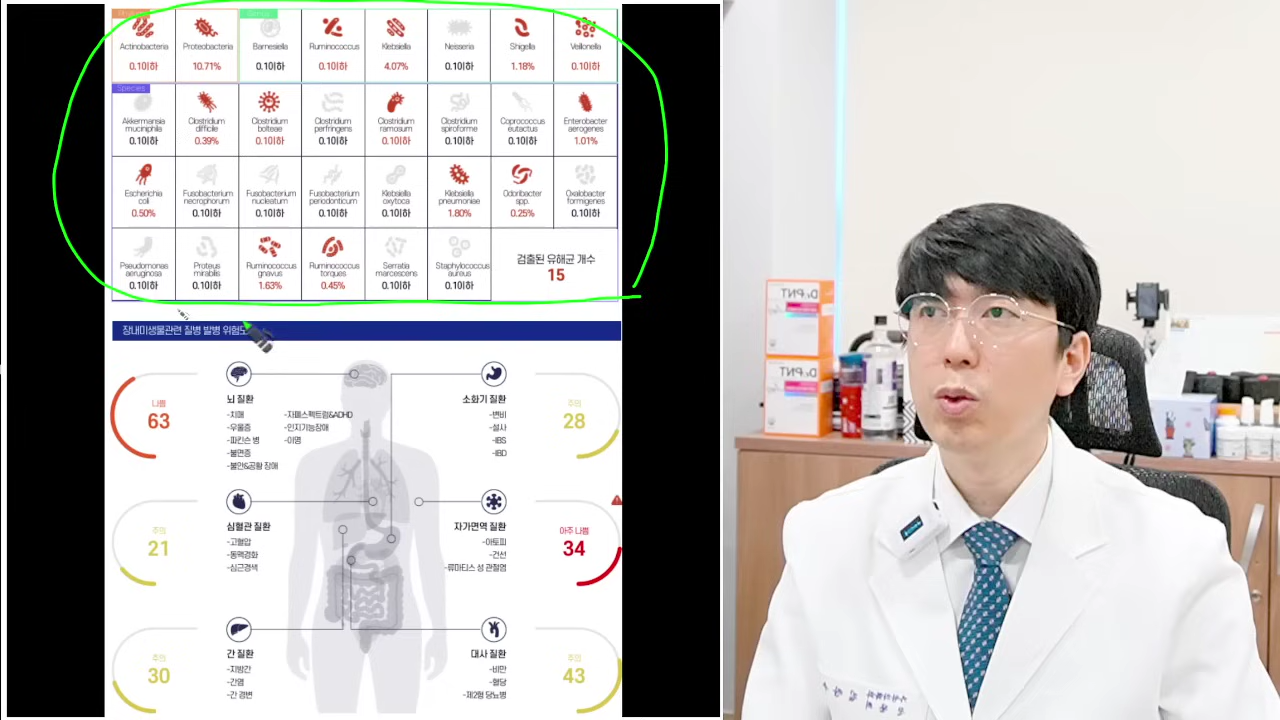 Genus
Actinobacteria Proteobacteria Barnesiella Ruminococcus Klebsiella Neisseria Shigella Veillonella
0.1이하 10.71% 0.1이하 0.1이하 4.07% 0.1이하 1.18% 0.1이하
Species
Akkermansia muciniphila Clostridium difficile Clostridium bolteae Clostridium perfringens Clostridium ramosum Clostridium spiroforme Coprococcus eutactus Enterobacter aerogenes
0.1이하 0.39% 0.1이하 0.1이하 0.1이하 0.1이하 0.1이하 1.01%
Escherichia coli Fusobacterium necrophorum Fusobacterium nucleatum Fusobacterium periodonticum Klebsiella oxytoca Klebsiella pneumoniae Odoribacter spp. Oxalobacter formigenes
0.50% 0.1이하 0.1이하 0.1이하 0.1이하 1.80% 0.25% 0.1이하
Pseudomonas aeruginosa Proteus mirabilis Ruminococcus gnavus Ruminococcus torques Serratia marcescens Staphylococcus aureus 검출된 유해균 개수
0.1이하 0.1이하 1.63% 0.45% 0.1이하 0.1이하 15
장내미생물관련 질병 발병 위험도
나쁨
63
뇌 질환
-치매 -자폐스펙트럼&ADHD
-우울증 -인지기능장애
-파킨슨 병 -이명
-불면증
-불안&공황 장애
소화기 질환
-변비
-설사
-IBS
-IBD
주의
28
주의
21
심혈관 질환
-고혈압
-동맥경화
-심근경색
자가면역 질환
-아토피
-건선
-류마티스 성 관절염
아주 나쁨
34
주의
30
간 질환
-지방간
-간염
-간 경변
대사 질환
-비만
-혈당
-제2형 당뇨병
주의
43
Dr.PNT
Dr.PNT